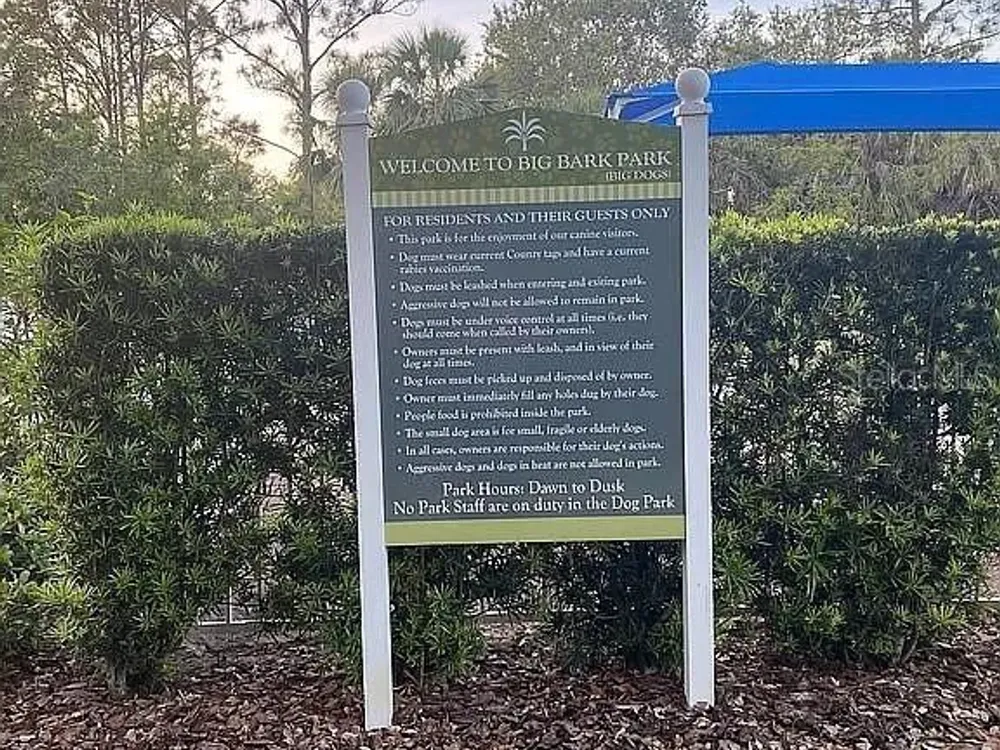 WELCOME TO BIG BARK PARK
(BIG DOGS)
FOR RESIDENTS AND THEIR GUESTS ONLY
• This park is for the enjoyment of our canine visitors.
• Dog must wear current County tags and have a current
rabies vaccination.
• Dogs must be leashed when entering and exiting park.
• Aggressive dogs will not be allowed to remain in park.
• Dogs must be under voice control at all times (i.e. they
should come when called by their owners).
• Owners must be present with leash, and in view of their
dog at all times.
• Dog feces must be picked up and disposed of by owner.
• Owner must immediately fill any holes dug by their dog.
• People food is prohibited inside the park.
• The small dog area is for small, fragile or elderly dogs.
• In all cases, owners are responsible for their dog's actions.
• Aggressive dogs and dogs in heat are not allowed in park.
Park Hours: Dawn to Dusk
No Park Staff are on duty in the Dog Park